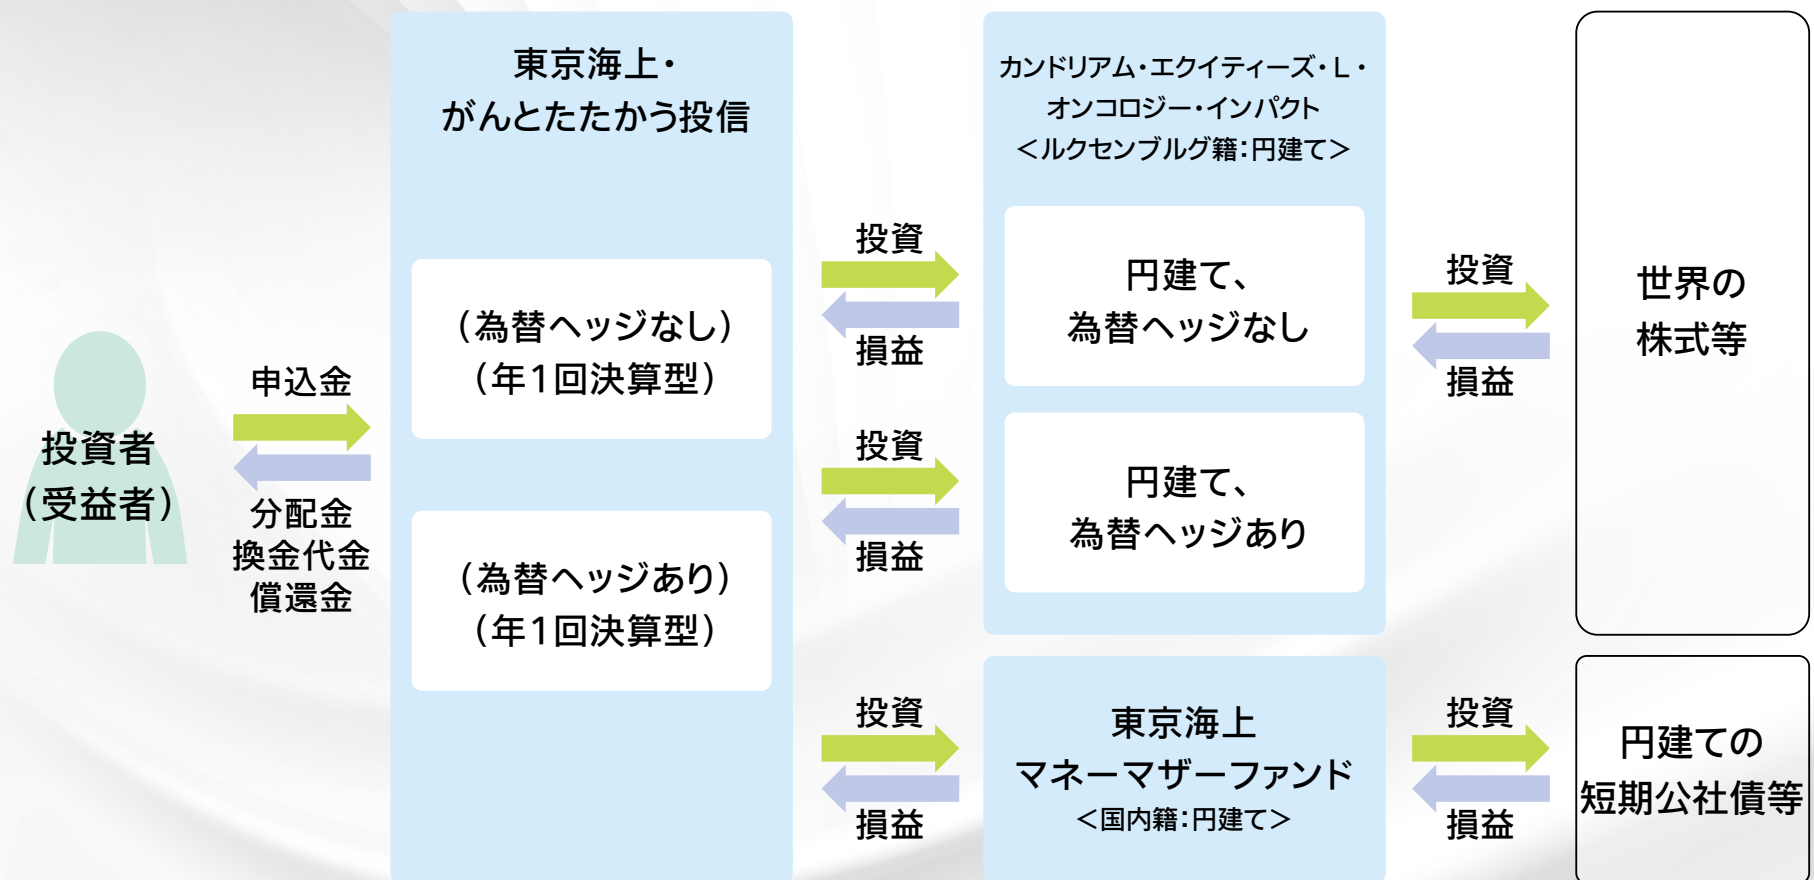 投資者
（受益者）
申込金
分配金
換金代金
償還金
東京海上・
がんとたたかう投信
（為替ヘッジなし）
（年1回決算型）
（為替ヘッジあり）
（年1回決算型）
投資
損益
投資
損益
投資
損益
カンドリアム・エクイティーズ・L・
オンコロジー・インパクト
＜ルクセンブルグ籍：円建て＞
円建て、
為替ヘッジなし
円建て、
為替ヘッジあり
東京海上
マネーマザーファンド
＜国内籍：円建て＞
投資
損益
投資
損益
世界の
株式等
円建ての
短期公社債等